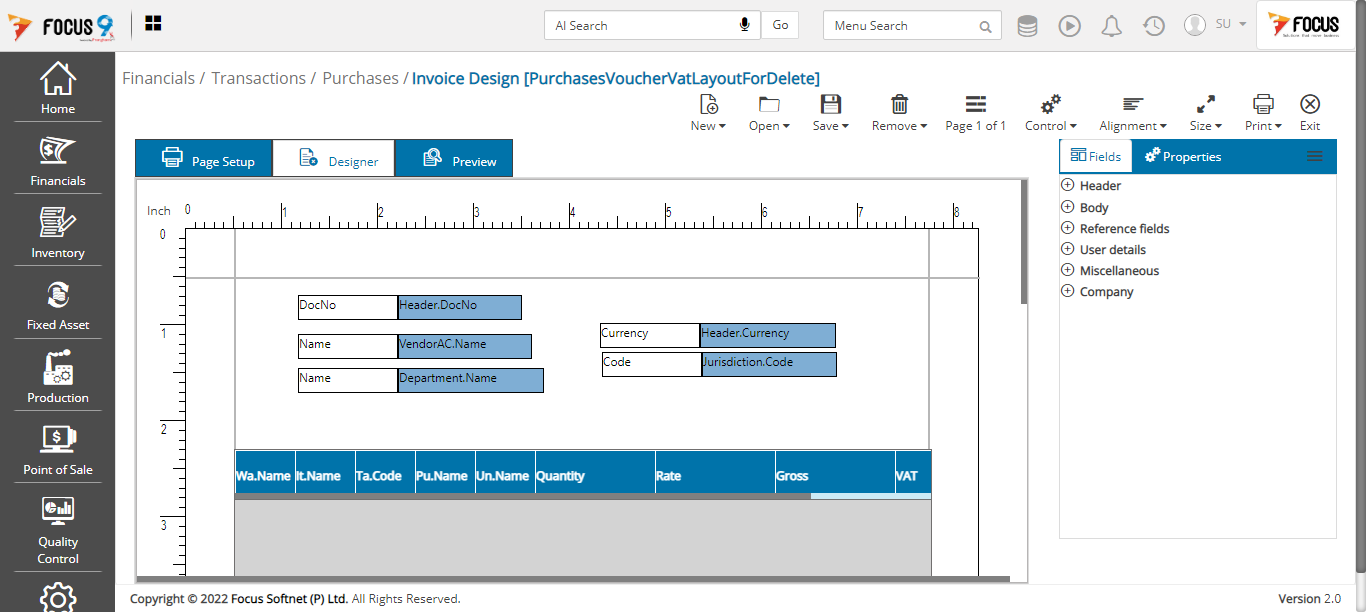 FOCUS 9
AI Search
Go
Menu Search
SU
FOCUS
Home
Financials
Inventory
Fixed Asset
Production
Point of Sale
Quality
Control
Financials / Transactions / Purchases / Invoice Design [PurchasesVoucherVatLayoutForDelete]
New Open Save Remove Page 1 of 1 Control Alignment Size Print Exit
Page Setup Designer Preview
Fields Properties
Inch 0 1 2 3 4 5 6 7 8
0
DocNo Header.DocNo
1
Currency Header.Currency
Name VendorAC.Name
Code Jurisdiction.Code
Name Department.Name
2
Wa.Name It.Name Ta.Code Pu.Name Un.Name Quantity Rate Gross VAT
3
Header
Body
Reference fields
User details
Miscellaneous
Company
Copyright © 2022 Focus Softnet (P) Ltd. All Rights Reserved.
Version 2.0